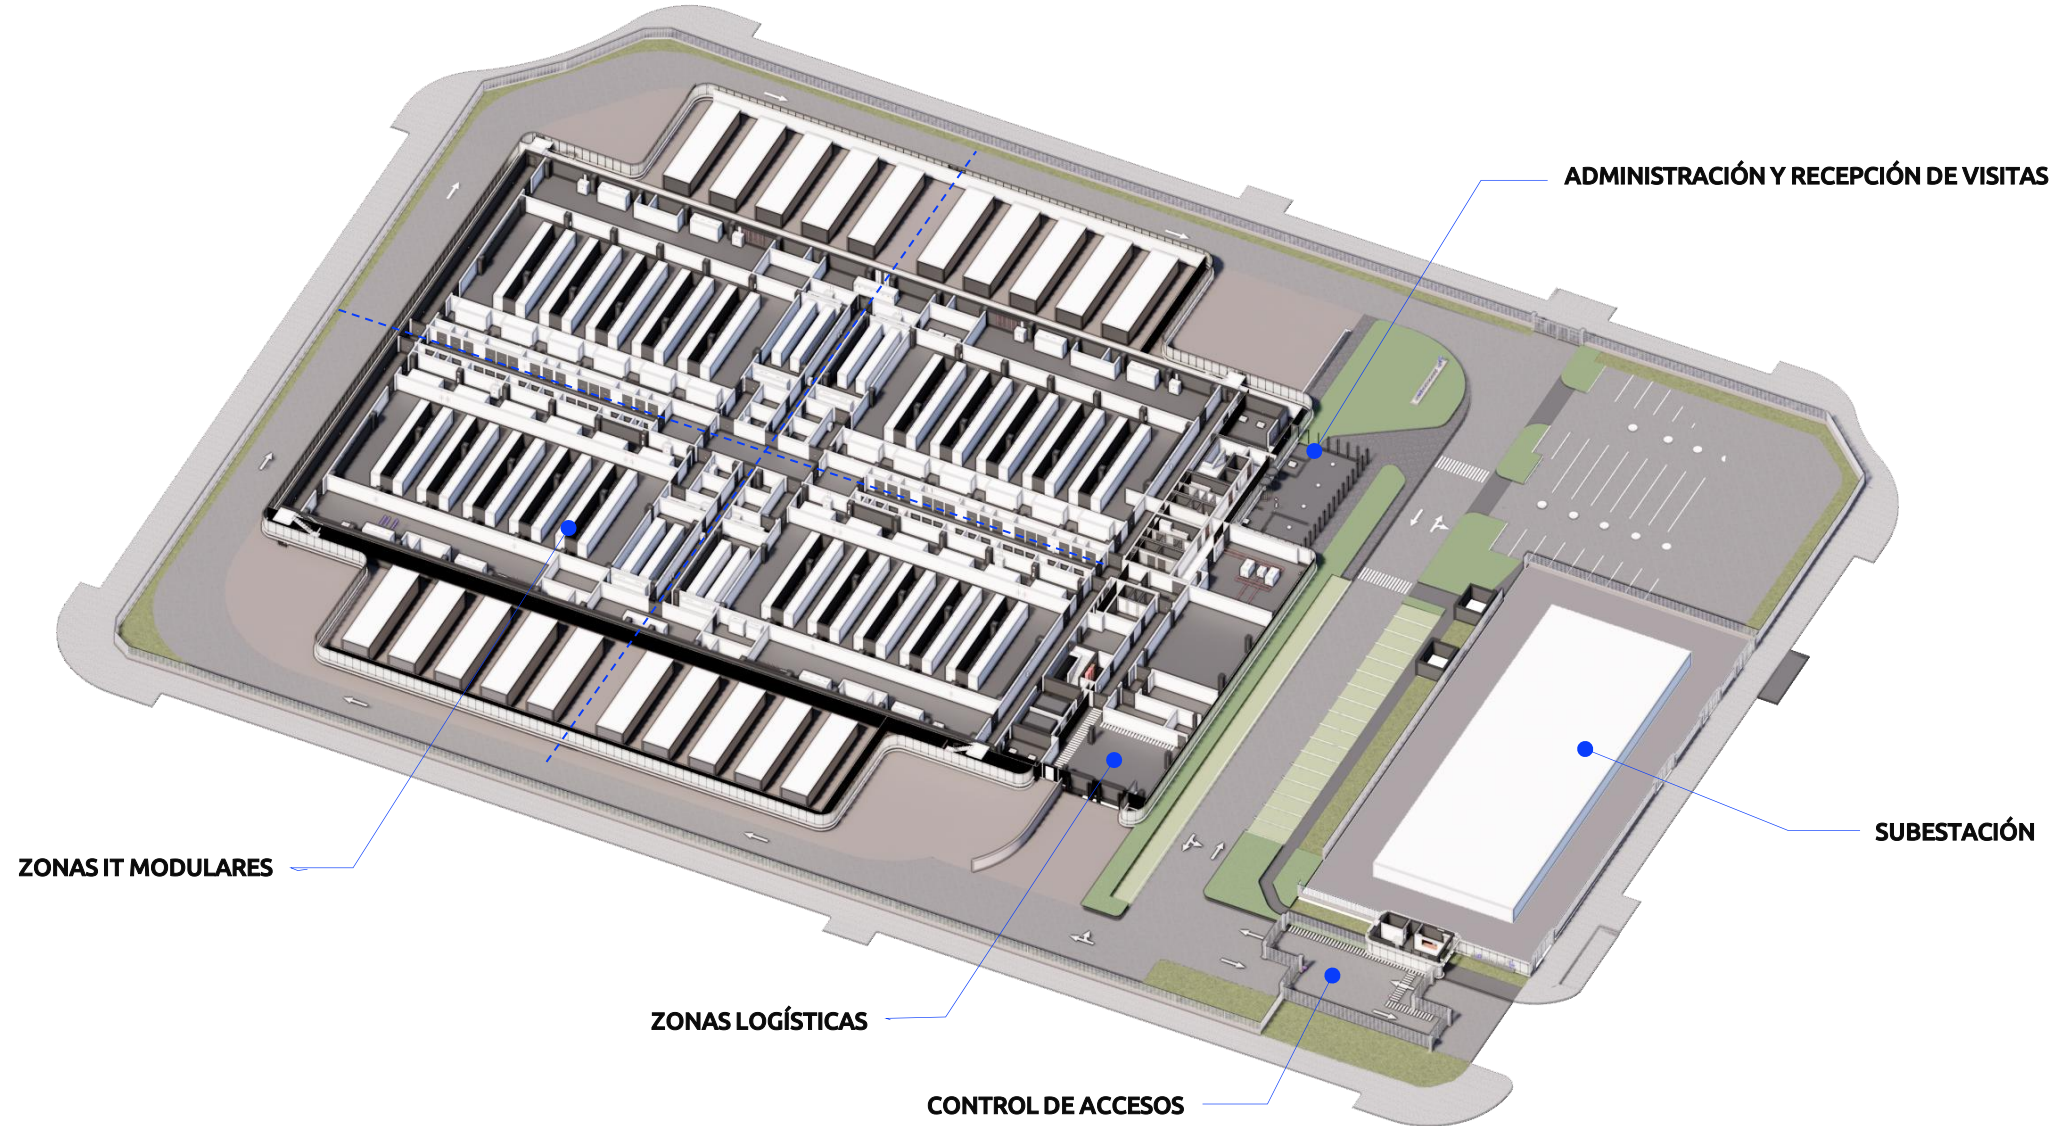 ADMINISTRACIÓN Y RECEPCIÓN DE VISITAS
SUBESTACIÓN
ZONAS IT MODULARES
ZONAS LOGÍSTICAS
CONTROL DE ACCESOS